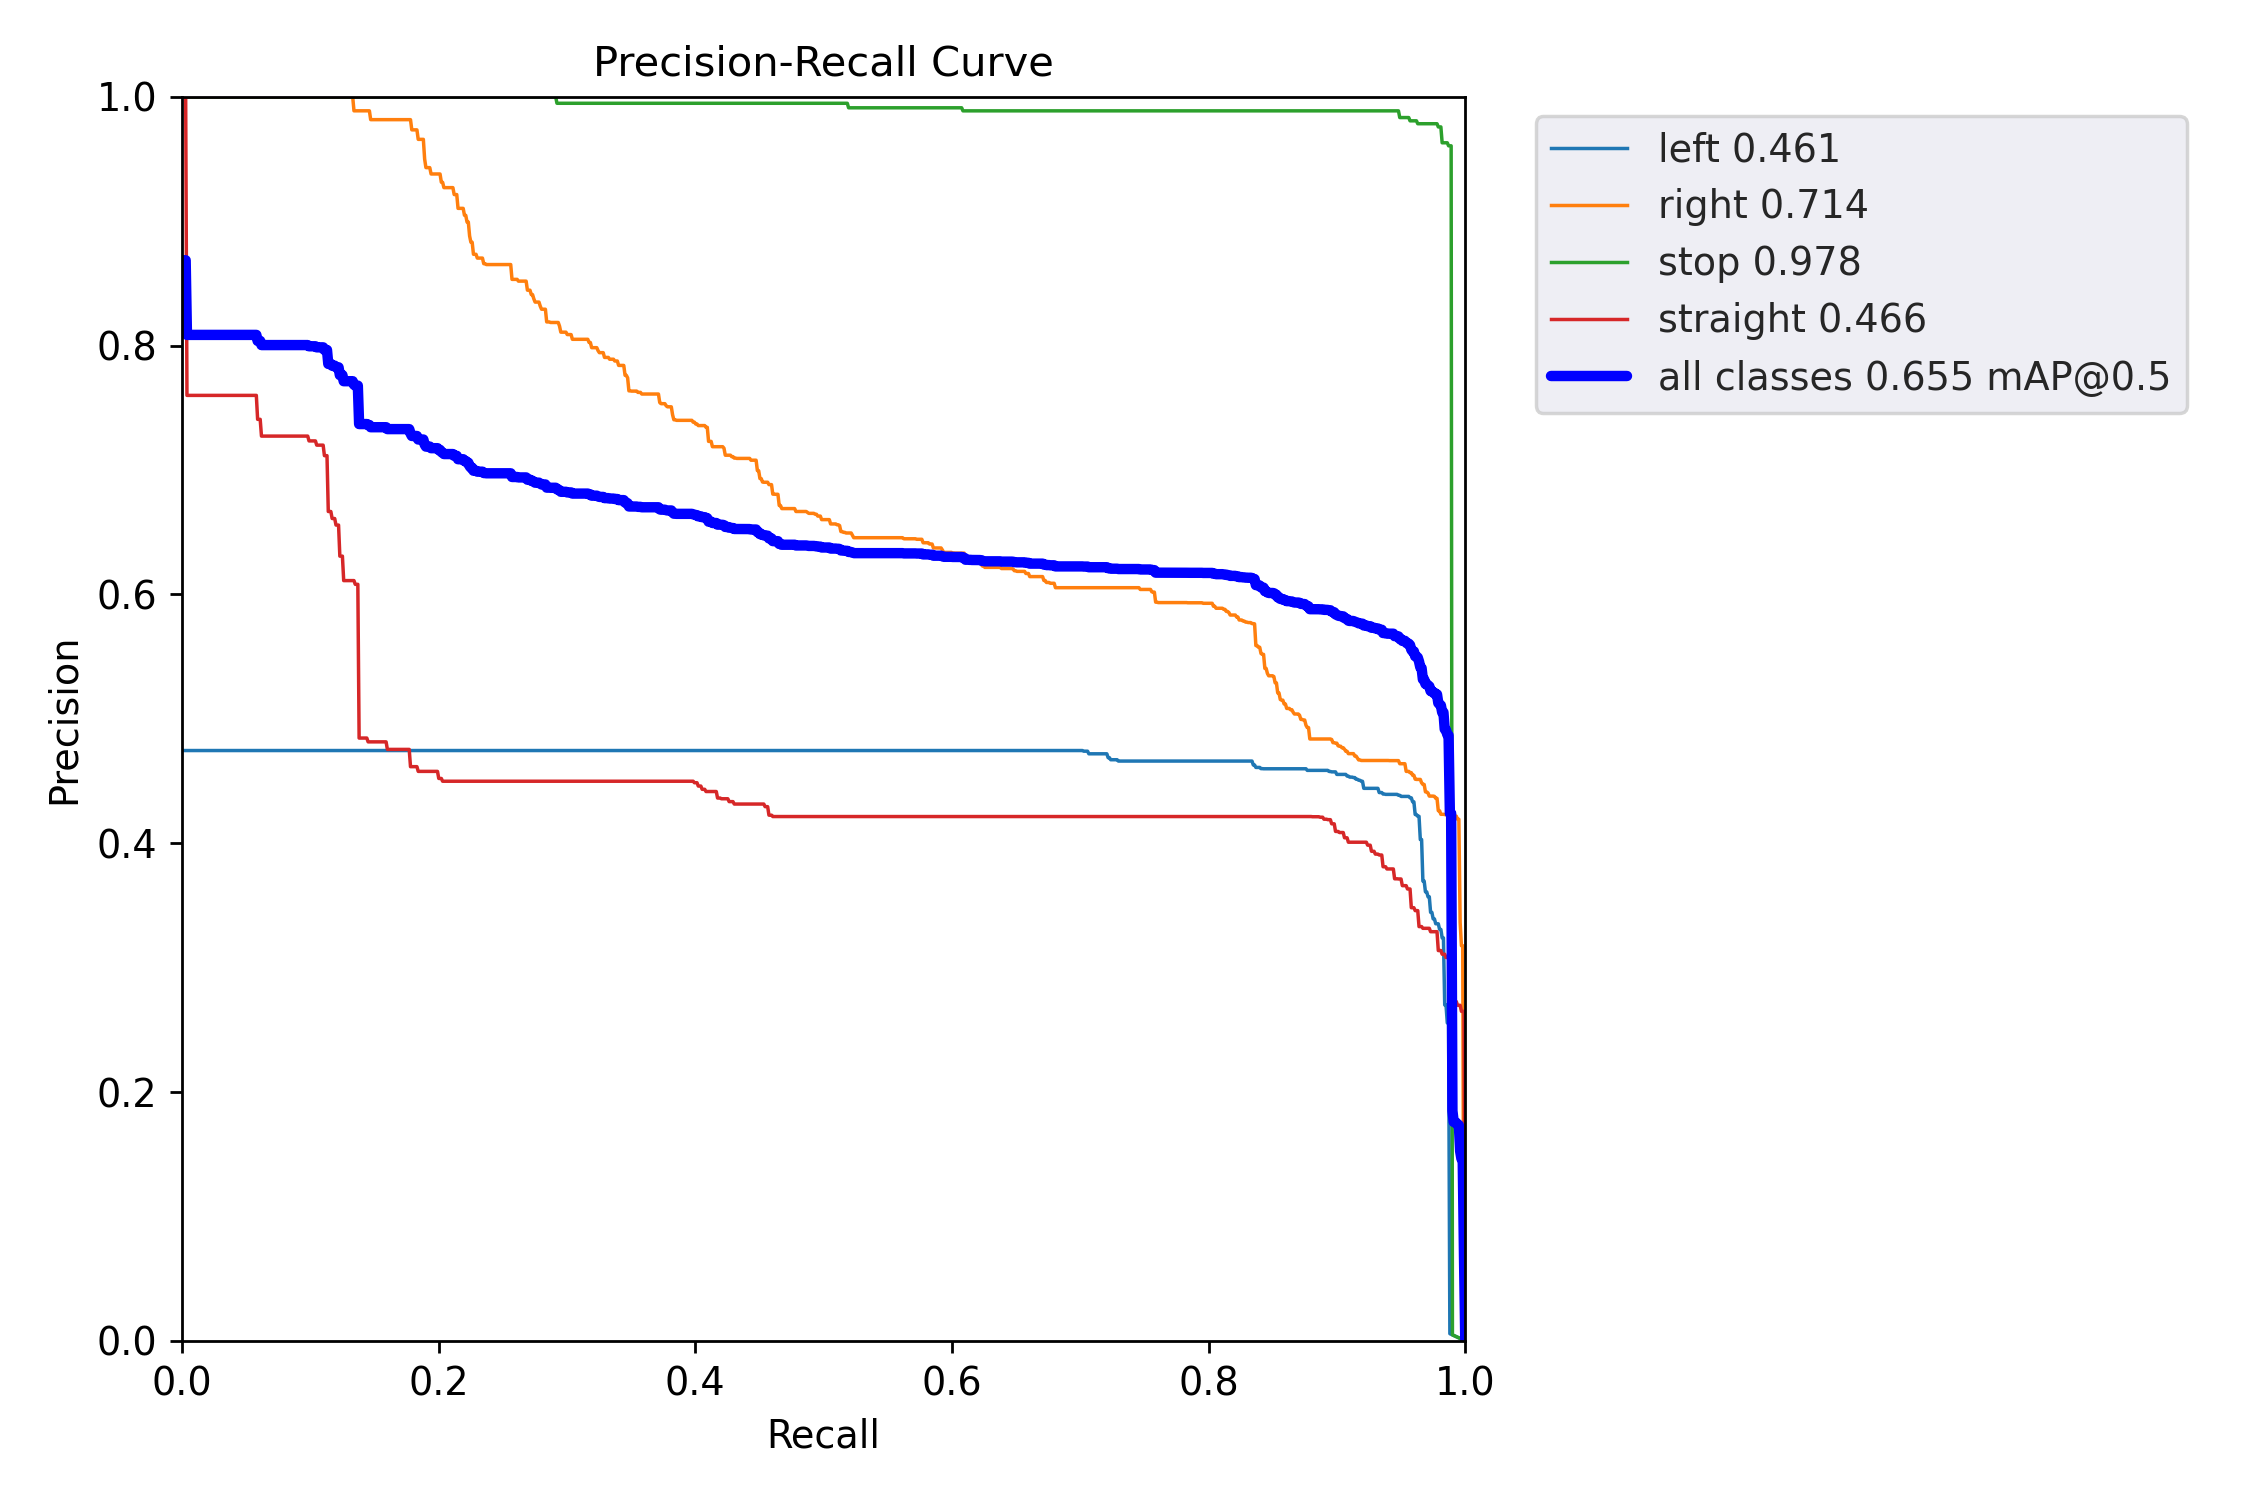 Precision-Recall Curve
1.0
0.8
0.6
0.4
0.2
0.0
Precision
0.0 0.2 0.4 0.6 0.8 1.0
Recall
left 0.461
right 0.714
stop 0.978
straight 0.466
all classes 0.655 mAP@0.5